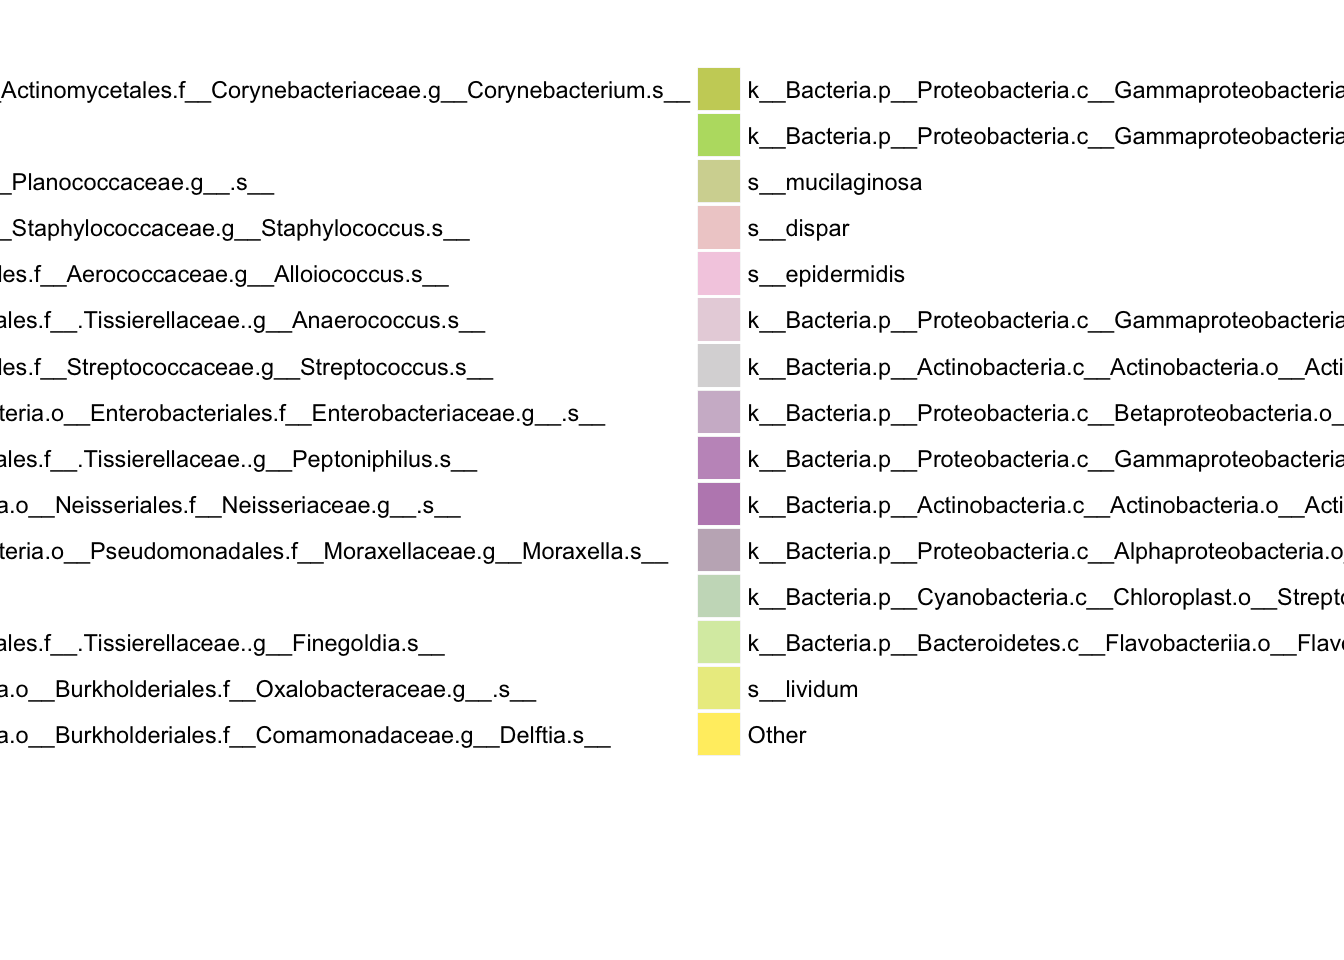 _Actinomycetales.f__Corynebacteriaceae.g__Corynebacterium.s__
_Planococcaceae.g__.s__
_Staphylococcaceae.g__Staphylococcus.s__
les.f__Aerococcaceae.g__Alloiococcus.s__
ales.f__.Tissierellaceae..g__Anaerococcus.s__
les.f__Streptococcaceae.g__Streptococcus.s__
teria.o__Enterobacteriales.f__Enterobacteriaceae.g__.s__
ales.f__.Tissierellaceae..g__Peptoniphilus.s__
a.o__Neisseriales.f__Neisseriaceae.g__.s__
teria.o__Pseudomonadales.f__Moraxellaceae.g__Moraxella.s__
ales.f__.Tissierellaceae..g__Finegoldia.s__
a.o__Burkholderiales.f__Oxalobacteraceae.g__.s__
a.o__Burkholderiales.f__Comamonadaceae.g__Delftia.s__
k__Bacteria.p__Proteobacteria.c__Gammaproteobacteria
k__Bacteria.p__Proteobacteria.c__Gammaproteobacteria
s__mucilaginosa
s__dispar
s__epidermidis
k__Bacteria.p__Proteobacteria.c__Gammaproteobacteria
k__Bacteria.p__Actinobacteria.c__Actinobacteria.o__Acti
k__Bacteria.p__Proteobacteria.c__Betaproteobacteria.o_
k__Bacteria.p__Proteobacteria.c__Gammaproteobacteria
k__Bacteria.p__Actinobacteria.c__Actinobacteria.o__Acti
k__Bacteria.p__Proteobacteria.c__Alphaproteobacteria.o
k__Bacteria.p__Cyanobacteria.c__Chloroplast.o__Strept
k__Bacteria.p__Bacteroidetes.c__Flavobacteriia.o__Flav
s__lividum
Other